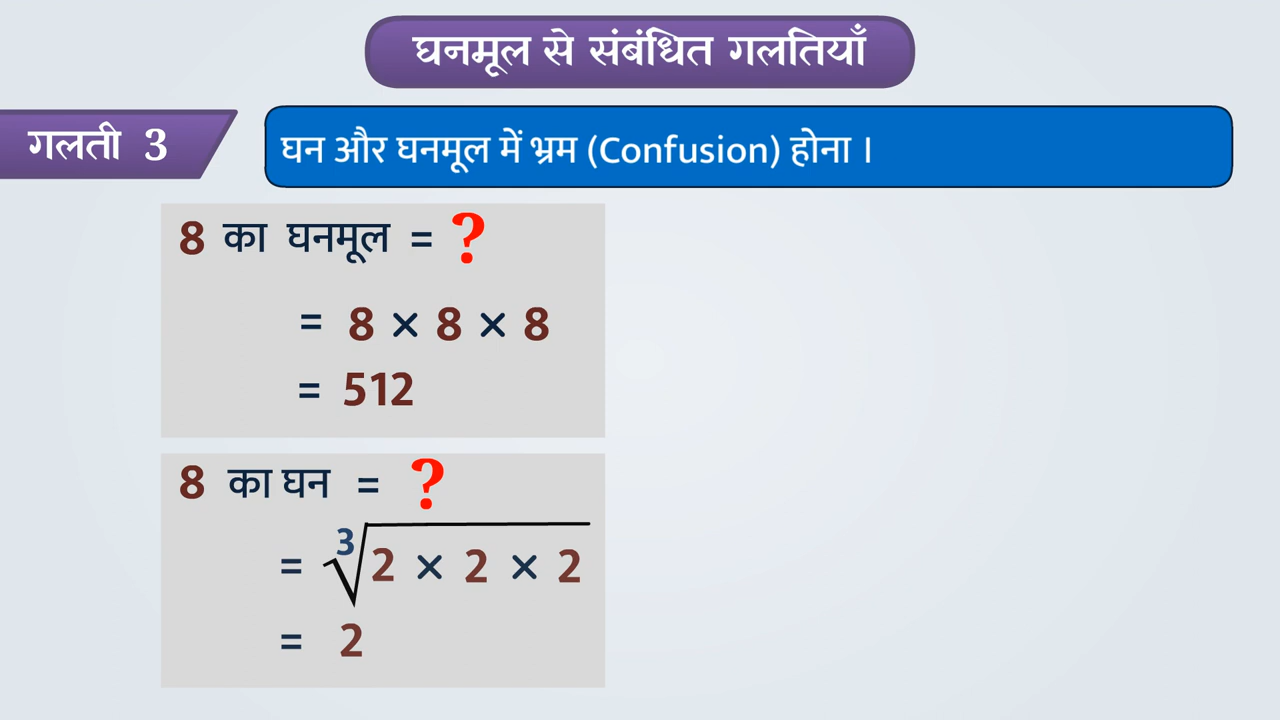 घनमूल से संबंधित गलतियाँ
गलती 3
घन और घनमूल में भ्रम (Confusion) होना ।
8 का घनमूल = ?
= 8 × 8 × 8
= 512
8 का घन = ?
= ∛2 × 2 × 2
= 2